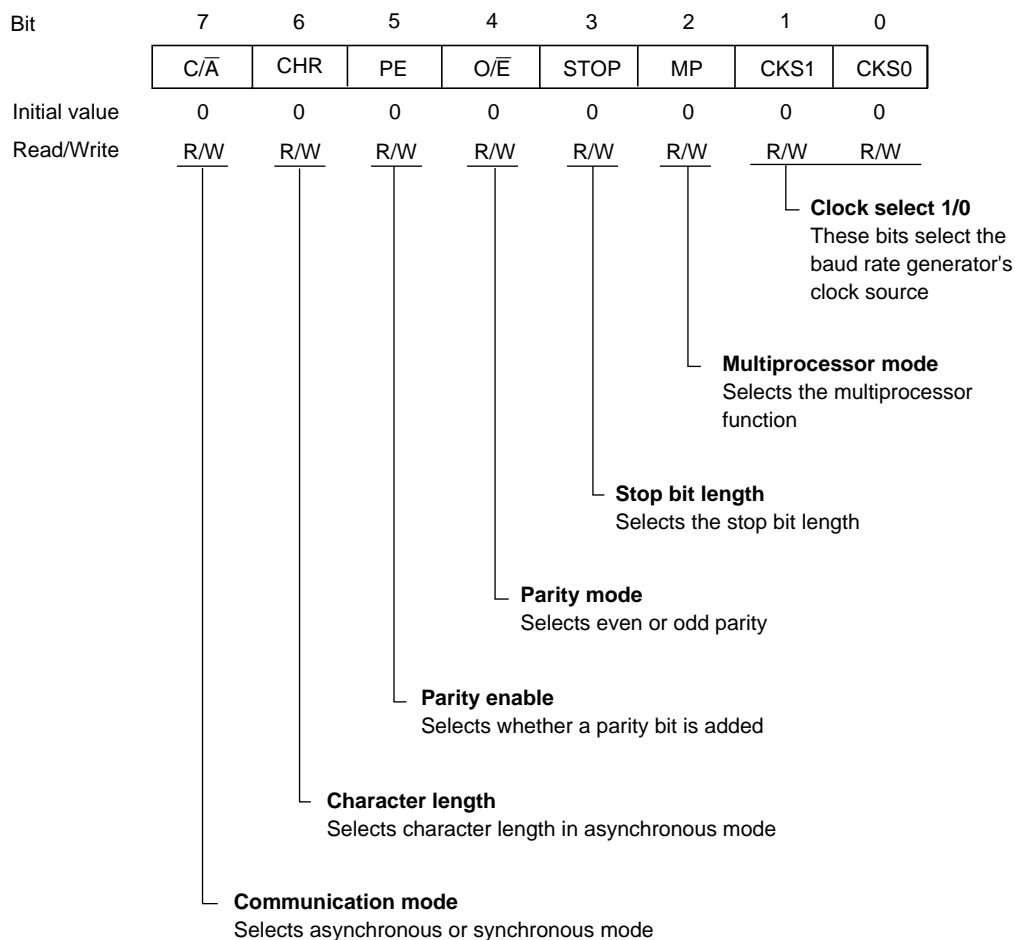 Bit 7 6 5 4 3 2 1 0
C/A̅ CHR PE O/E̅ STOP MP CKS1 CKS0
Initial value 0 0 0 0 0 0 0 0
Read/Write R/W R/W R/W R/W R/W R/W R/W R/W
Clock select 1/0
These bits select the
baud rate generator's
clock source
Multiprocessor mode
Selects the multiprocessor
function
Stop bit length
Selects the stop bit length
Parity mode
Selects even or odd parity
Parity enable
Selects whether a parity bit is added
Character length
Selects character length in asynchronous mode
Communication mode
Selects asynchronous or synchronous mode